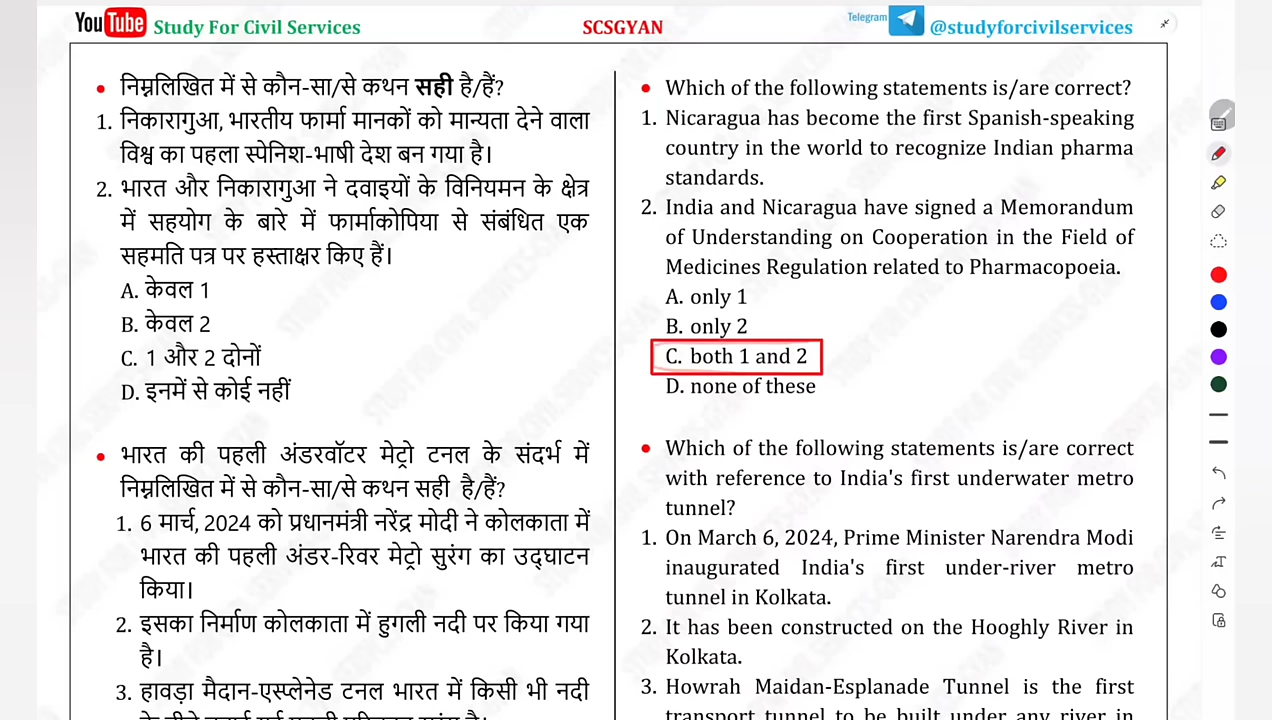 YouTube Study For Civil Services
SCSGYAN
Telegram @studyforcivilservices
• निम्नलिखित में से कौन-सा/से कथन सही है/हैं?
1. निकारागुआ, भारतीय फार्मा मानकों को मान्यता देने वाला
विश्व का पहला स्पेनिश-भाषी देश बन गया है।
2. भारत और निकारागुआ ने दवाइयों के विनियमन के क्षेत्र
में सहयोग के बारे में फार्माकोपिया से संबंधित एक
सहमति पत्र पर हस्ताक्षर किए हैं।
A. केवल 1
B. केवल 2
C. 1 और 2 दोनों
D. इनमें से कोई नहीं
• भारत की पहली अंडरवॉटर मेट्रो टनल के संदर्भ में
निम्नलिखित में से कौन-सा/से कथन सही है/हैं?
1. 6 मार्च, 2024 को प्रधानमंत्री नरेंद्र मोदी ने कोलकाता में
भारत की पहली अंडर-रिवर मेट्रो सुरंग का उद्घाटन
किया।
2. इसका निर्माण कोलकाता में हुगली नदी पर किया गया
है।
3. हावड़ा मैदान-एस्प्लेनेड टनल भारत में किसी भी नदी
• Which of the following statements is/are correct?
1. Nicaragua has become the first Spanish-speaking
country in the world to recognize Indian pharma
standards.
2. India and Nicaragua have signed a Memorandum
of Understanding on Cooperation in the Field of
Medicines Regulation related to Pharmacopoeia.
A. only 1
B. only 2
C. both 1 and 2
D. none of these
• Which of the following statements is/are correct
with reference to India's first underwater metro
tunnel?
1. On March 6, 2024, Prime Minister Narendra Modi
inaugurated India's first under-river metro
tunnel in Kolkata.
2. It has been constructed on the Hooghly River in
Kolkata.
3. Howrah Maidan-Esplanade Tunnel is the first
transport tunnel to be built under any river in